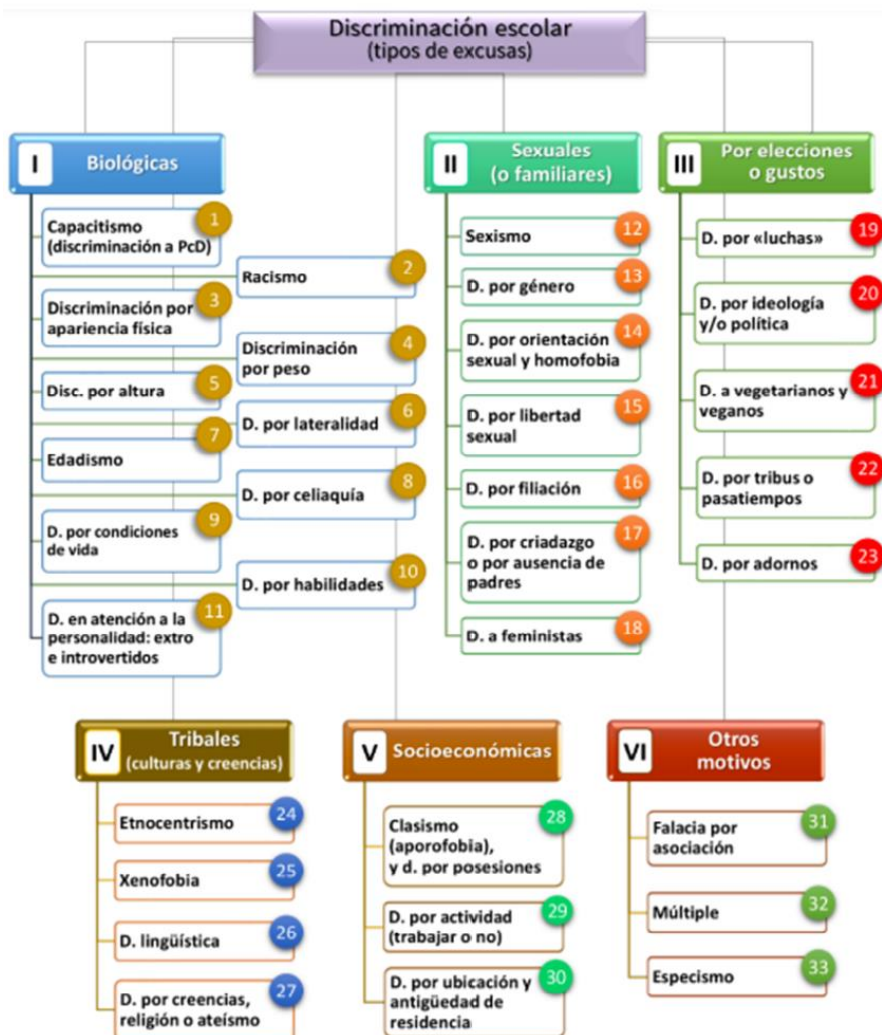 Discriminación escolar
(tipos de excusas)
I
Biológicas
1
Capacitismo
(discriminación a PcD)
2
Racismo
3
Discriminación por
apariencia física
4
Discriminación
por peso
5
Disc. por altura
6
D. por lateralidad
7
Edadismo
8
D. por celiaquía
9
D. por condiciones
de vida
10
D. por habilidades
11
D. en atención a la
personalidad: extro
e introvertidos
II
Sexuales
(o familiares)
12
Sexismo
13
D. por género
14
D. por orientación
sexual y homofobia
15
D. por libertad
sexual
16
D. por filiación
17
D. por criadazgo
o por ausencia de
padres
18
D. a feministas
III
Por elecciones
o gustos
19
D. por «luchas»
20
D. por ideología
y/o política
21
D. a vegetarianos y
veganos
22
D. por tribus o
pasatiempos
23
D. por adornos
IV
Tribales
(culturas y creencias)
24
Etnocentrismo
25
Xenofobia
26
D. lingüística
27
D. por creencias,
religión o ateísmo
V
Socioeconómicas
28
Clasismo
(aporofobia),
y d. por posesiones
29
D. por actividad
(trabajar o no)
30
D. por ubicación y
antigüedad de
residencia
VI
Otros
motivos
31
Falacia por
asociación
32
Múltiple
33
Especismo